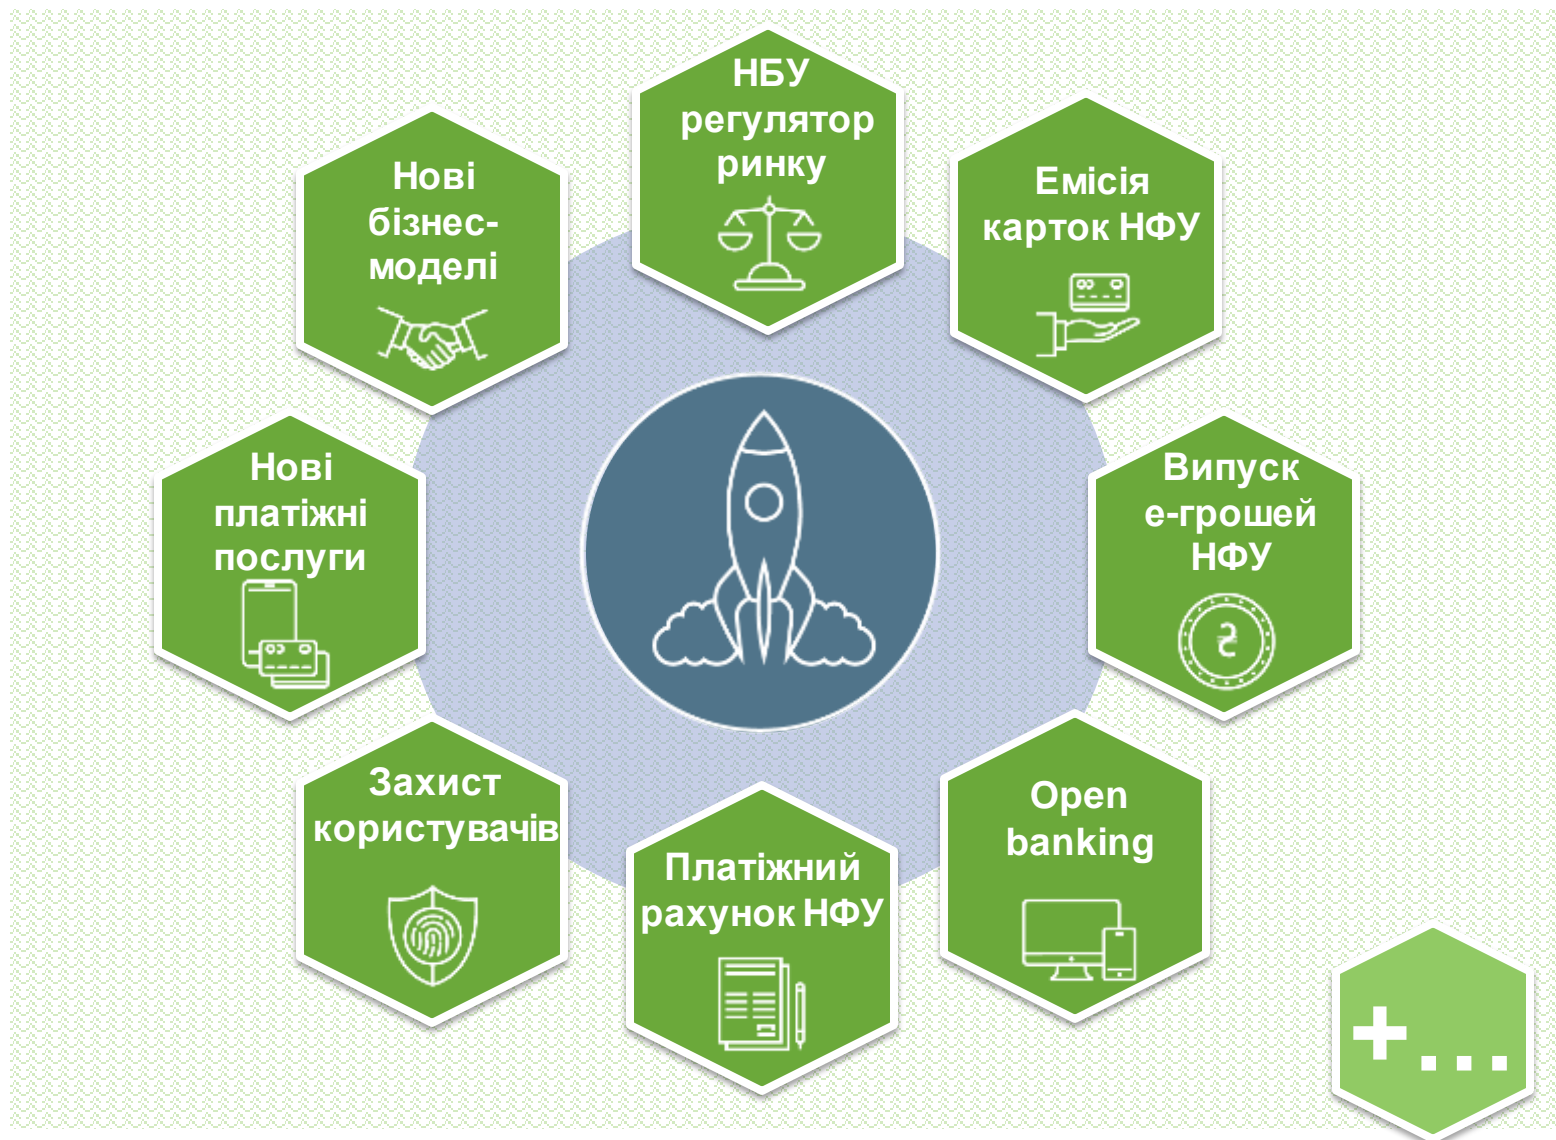 НБУ
регулятор
ринку
Емісія
карток НФУ
Випуск
е-грошей
НФУ
Open
banking
Платіжний
рахунок НФУ
Захист
користувачів
Нові
платіжні
послуги
Нові
бізнес-
моделі
+...